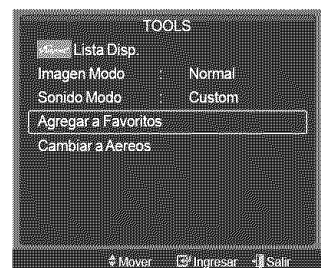 TOOLS
Lista Disp.
Imagen Modo : Normal
Sonido Modo : Custom
Agregar a Favoritos
Cambiar a Aereos
Mover Ingresar Salir